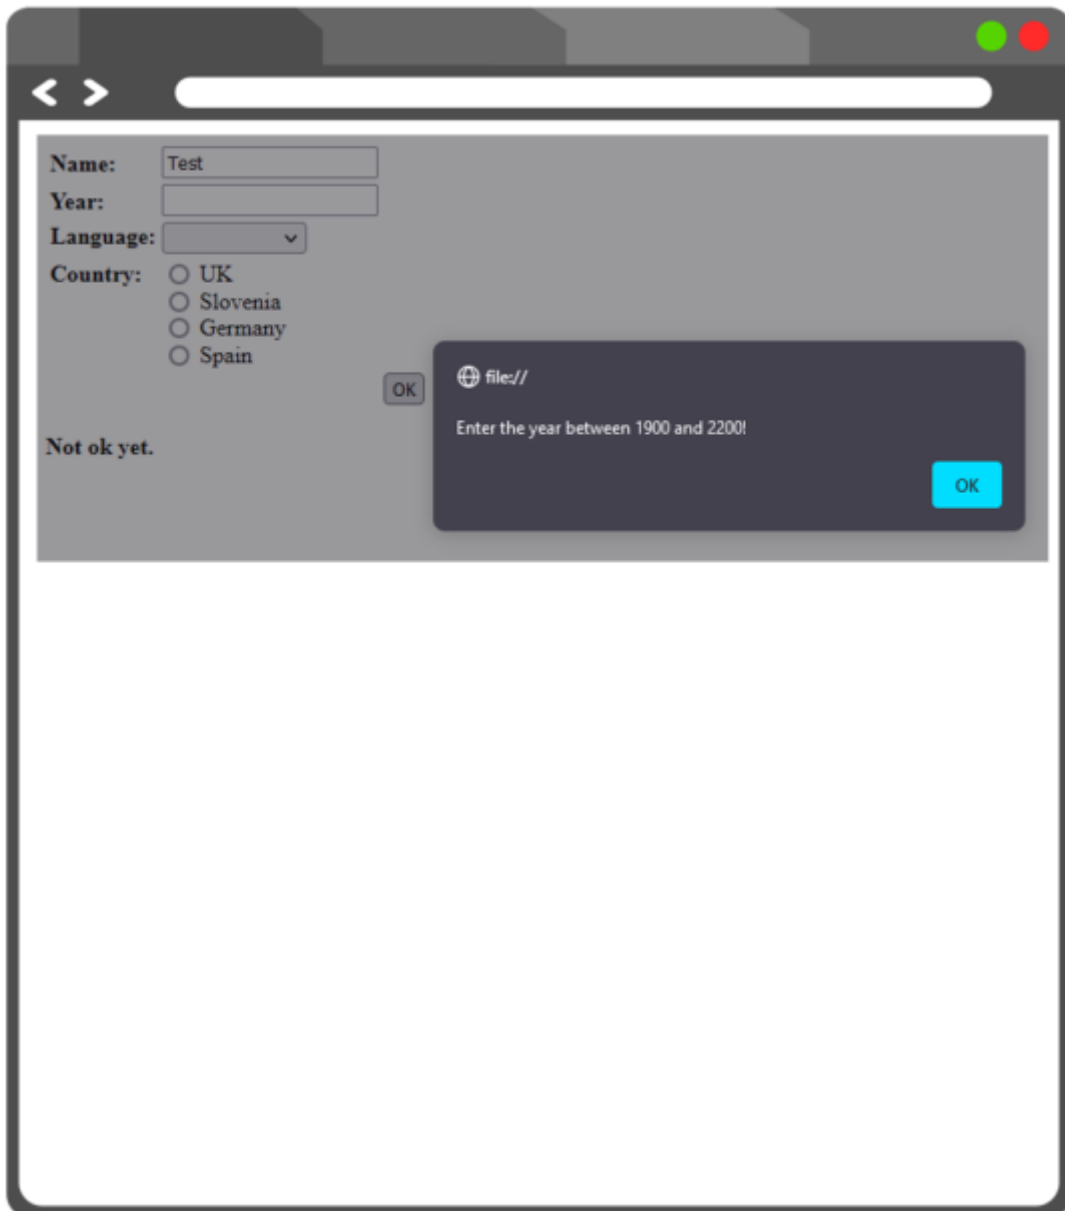 Name: Test
Year:
Language:
Country: UK
Slovenia
Germany
Spain
OK
Not ok yet.
file://
Enter the year between 1900 and 2200!
OK